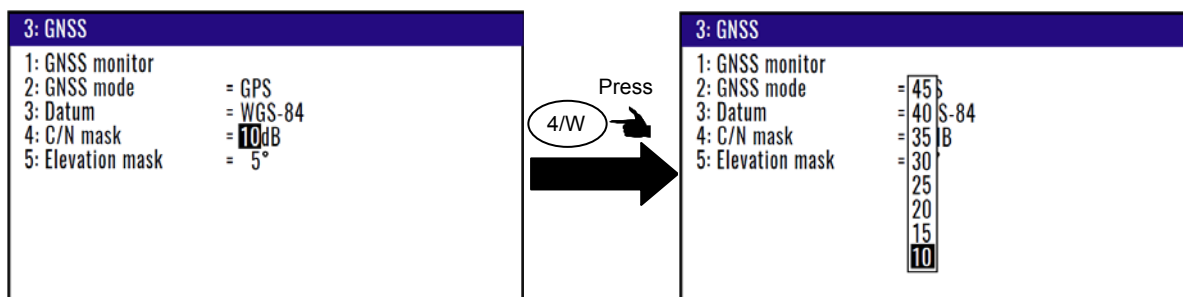 3: GNSS
1: GNSS monitor
2: GNSS mode = GPS
3: Datum = WGS-84
4: C/N mask = 10dB
5: Elevation mask = 5°
Press
4/W
3: GNSS
1: GNSS monitor
2: GNSS mode = 45 S
3: Datum = 40 S-84
4: C/N mask = 35 B
5: Elevation mask = 30 °
25
20
15
10